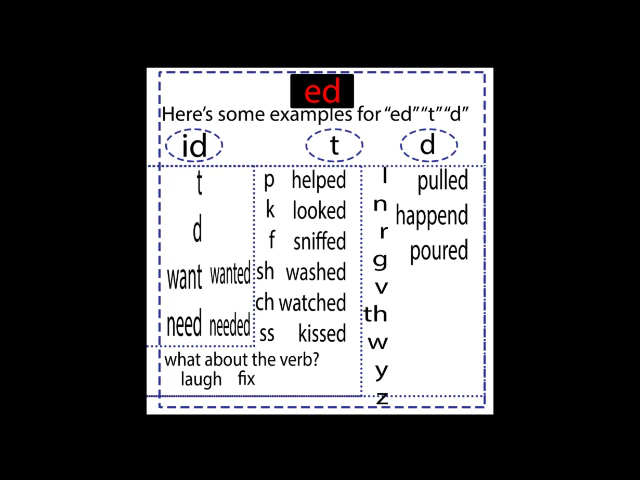 ed
Here's some examples for “ed”“t”“d”
id t d
t
d
want wanted
need needed
p helped
k looked
f sniffed
sh washed
ch watched
ss kissed
what about the verb?
laugh fix
l pulled
n happend
r poured
g
v
th
w
y
z